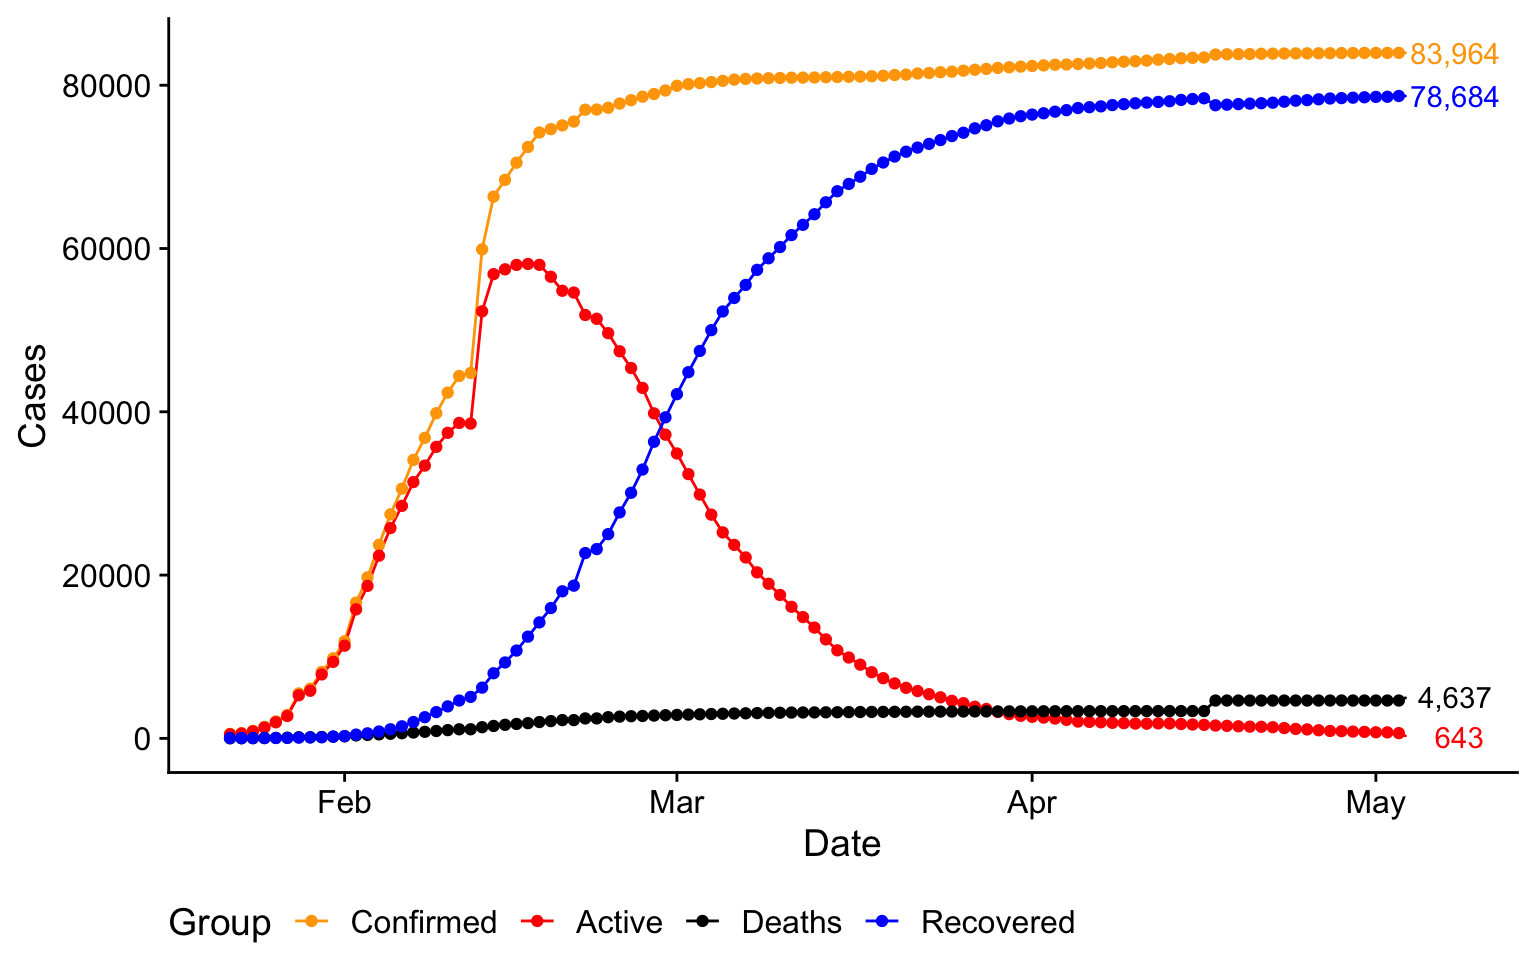 83,964
80000
78,684
60000
Cases
40000
20000
4,637
0
643
Feb Mar Apr May
Date
Group Confirmed Active Deaths Recovered